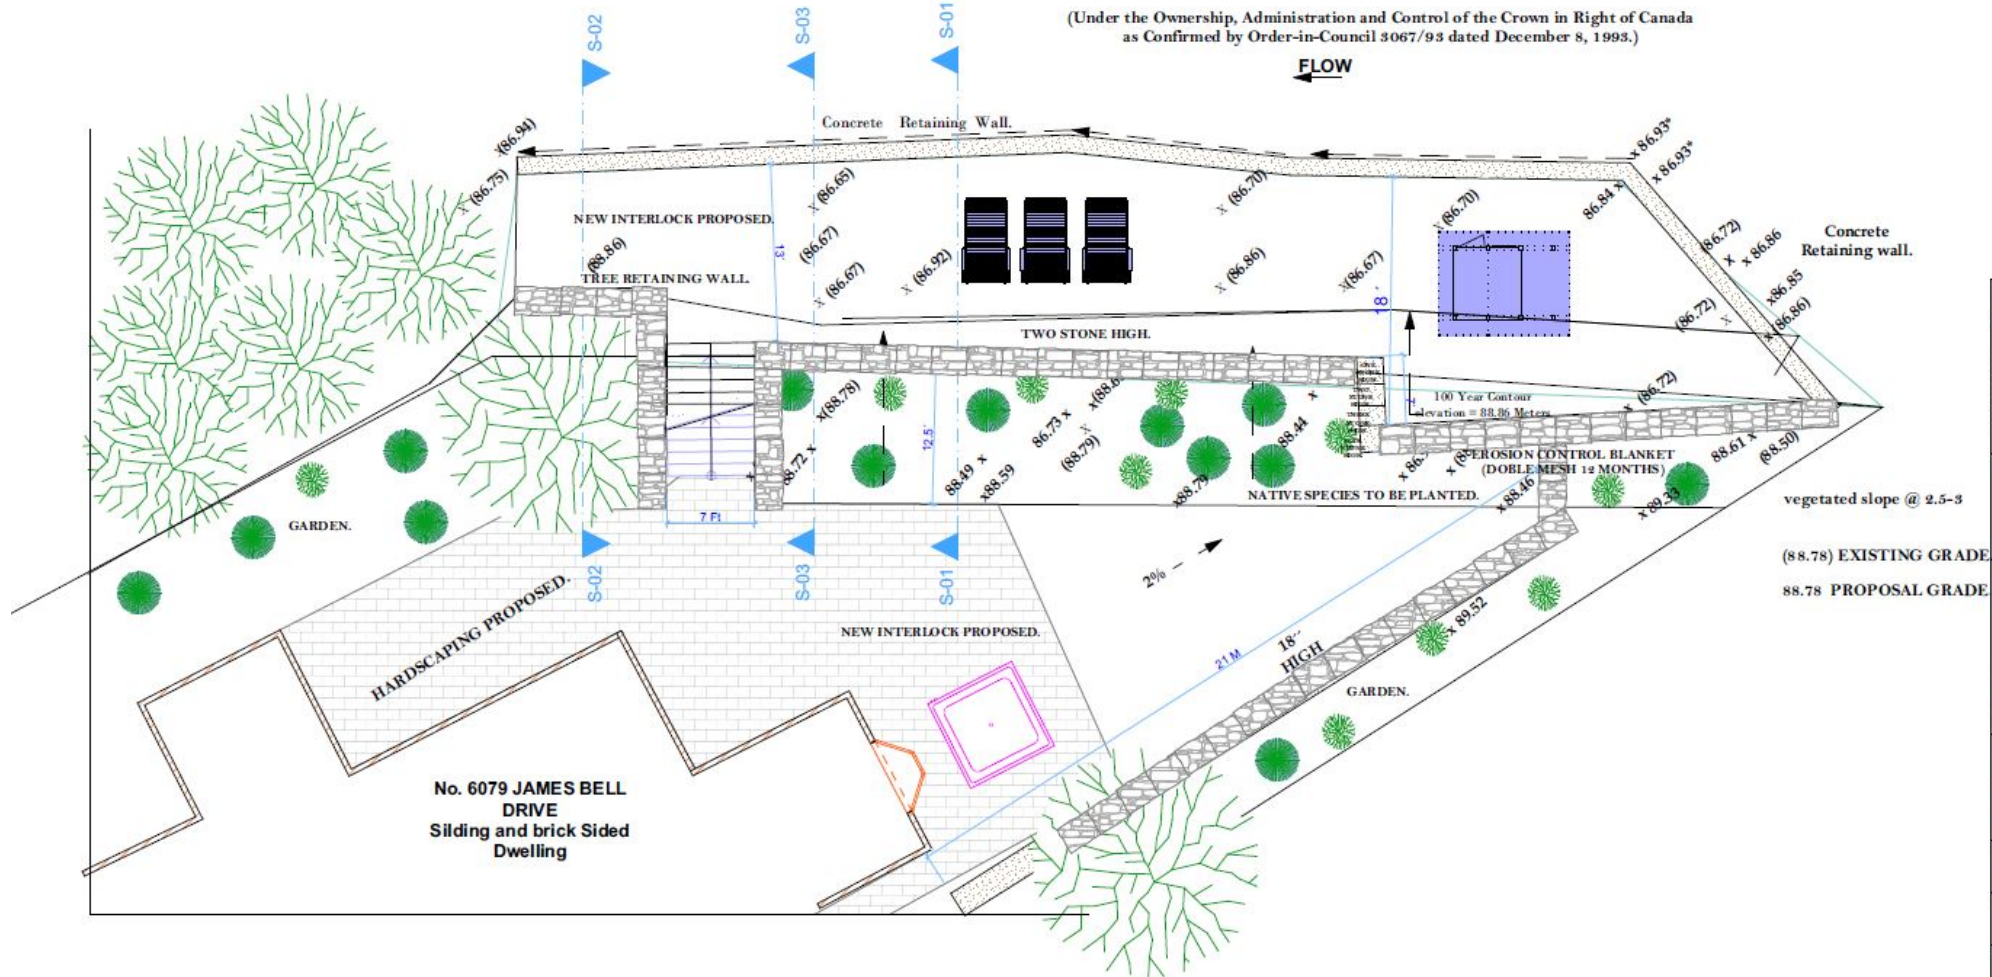 (Under the Ownership, Administration and Control of the Crown in Right of Canada
as Confirmed by Order-in-Council 3067/93 dated December 8, 1993.)
FLOW
S-02
S-03
S-01
Concrete Retaining Wall.
(86.94)
(86.75)
x (86.65)
x (86.70)
x (86.70)
86.84 x
x 86.93*
x 86.93*
NEW INTERLOCK PROPOSED.
(88.86)
13'
(86.67)
x (86.67)
x (86.92)
x (86.86)
x (86.67)
18'
(86.72)
x x 86.86
Concrete
Retaining wall.
x86.85
(86.86)
(86.72)
TREE RETAINING WALL.
TWO STONE HIGH.
x (86.72)
100 Year Contour
elevation = 88.86 Meters
x(88.78)
86.73 x
(88.79)
88.44
88.72 x
12.5'
88.49 x
x88.59
x88.79
EROSION CONTROL BLANKET
(DOBLE MESH 12 MONTHS)
88.61 x
(88.50)
NATIVE SPECIES TO BE PLANTED.
x 88.46
x 89.33
vegetated slope @ 2.5-3
GARDEN.
7 Ft
(88.78) EXISTING GRADE
88.78 PROPOSAL GRADE
2%
S-02
S-03
S-01
HARDSCAPING PROPOSED.
NEW INTERLOCK PROPOSED.
x 89.52
18''
HIGH
21 M
GARDEN.
No. 6079 JAMES BELL
DRIVE
Silding and brick Sided
Dwelling